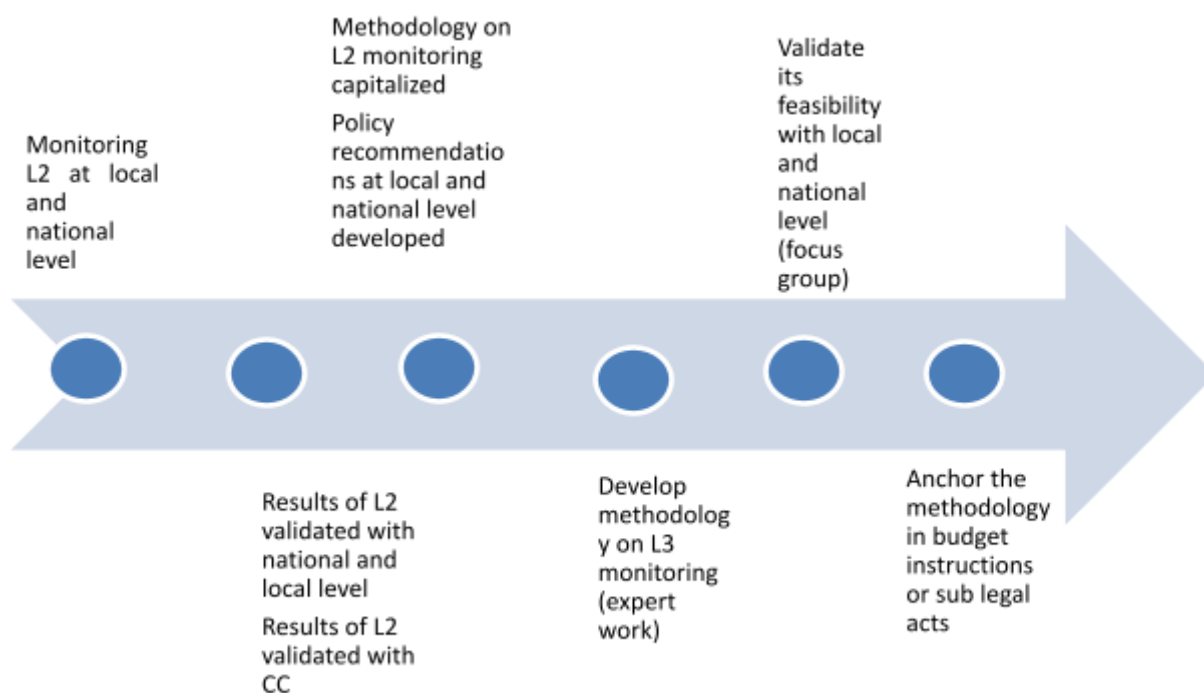 Monitoring
L2 at local
and
national
level
Results of L2
validated with
national and
local level
Results of L2
validated with
CC
Methodology on
L2 monitoring
capitalized
Policy
recommendatio
ns at local and
national level
developed
Develop
methodolog
y on L3
monitoring
(expert
work)
Validate
its
feasibility
with local
and
national
level
(focus
group)
Anchor the
methodology
in budget
instructions
or sub legal
acts